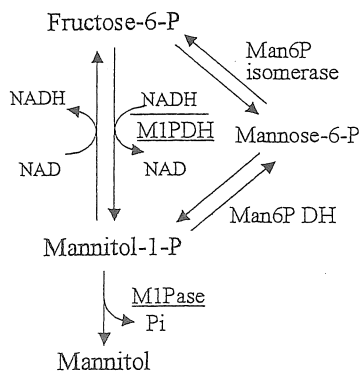 Fructose-6-P
Man6P
isomerase
NADH
NADH
M1PDH
Mannose-6-P
NAD
NAD
Man6P DH
Mannitol-1-P
M1Pase
Pi
Mannitol